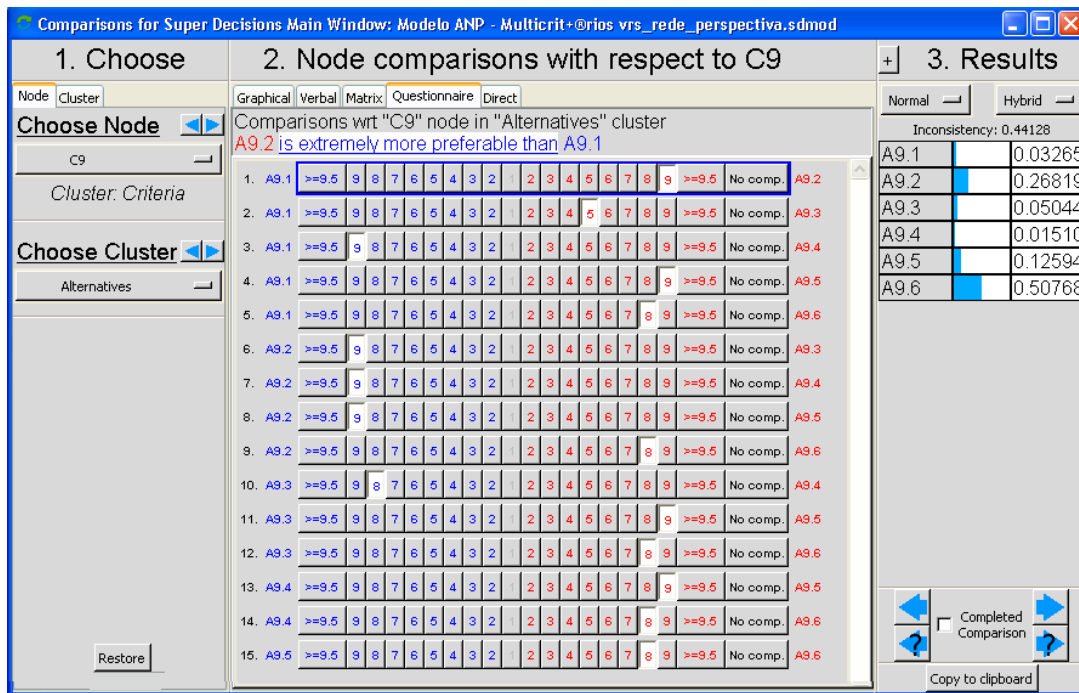 Comparisons for Super Decisions Main Window: Modelo ANP - Multicrit+®rios vrs_rede_perspectiva.sdmod
1. Choose
Node Cluster
Choose Node
C9
Cluster: Criteria
Choose Cluster
Alternatives
Restore
2. Node comparisons with respect to C9
Graphical Verbal Matrix Questionnaire Direct
Comparisons wrt "C9" node in "Alternatives" cluster
A9.2 is extremely more preferable than A9.1
1. A9.1 >=9.5 9 8 7 6 5 4 3 2 1 2 3 4 5 6 7 8 9 >=9.5 No comp. A9.2
2. A9.1 >=9.5 9 8 7 6 5 4 3 2 1 2 3 4 5 6 7 8 9 >=9.5 No comp. A9.3
3. A9.1 >=9.5 9 8 7 6 5 4 3 2 1 2 3 4 5 6 7 8 9 >=9.5 No comp. A9.4
4. A9.1 >=9.5 9 8 7 6 5 4 3 2 1 2 3 4 5 6 7 8 9 >=9.5 No comp. A9.5
5. A9.1 >=9.5 9 8 7 6 5 4 3 2 1 2 3 4 5 6 7 8 9 >=9.5 No comp. A9.6
6. A9.2 >=9.5 9 8 7 6 5 4 3 2 1 2 3 4 5 6 7 8 9 >=9.5 No comp. A9.3
7. A9.2 >=9.5 9 8 7 6 5 4 3 2 1 2 3 4 5 6 7 8 9 >=9.5 No comp. A9.4
8. A9.2 >=9.5 9 8 7 6 5 4 3 2 1 2 3 4 5 6 7 8 9 >=9.5 No comp. A9.5
9. A9.2 >=9.5 9 8 7 6 5 4 3 2 1 2 3 4 5 6 7 8 9 >=9.5 No comp. A9.6
10. A9.3 >=9.5 9 8 7 6 5 4 3 2 1 2 3 4 5 6 7 8 9 >=9.5 No comp. A9.4
11. A9.3 >=9.5 9 8 7 6 5 4 3 2 1 2 3 4 5 6 7 8 9 >=9.5 No comp. A9.5
12. A9.3 >=9.5 9 8 7 6 5 4 3 2 1 2 3 4 5 6 7 8 9 >=9.5 No comp. A9.6
13. A9.4 >=9.5 9 8 7 6 5 4 3 2 1 2 3 4 5 6 7 8 9 >=9.5 No comp. A9.5
14. A9.4 >=9.5 9 8 7 6 5 4 3 2 1 2 3 4 5 6 7 8 9 >=9.5 No comp. A9.6
15. A9.5 >=9.5 9 8 7 6 5 4 3 2 1 2 3 4 5 6 7 8 9 >=9.5 No comp. A9.6
+ 3. Results
Normal Hybrid
Inconsistency: 0.44128
A9.1 0.03265
A9.2 0.26819
A9.3 0.05044
A9.4 0.01510
A9.5 0.12594
A9.6 0.50768
Completed
Comparison
? ?
Copy to clipboard